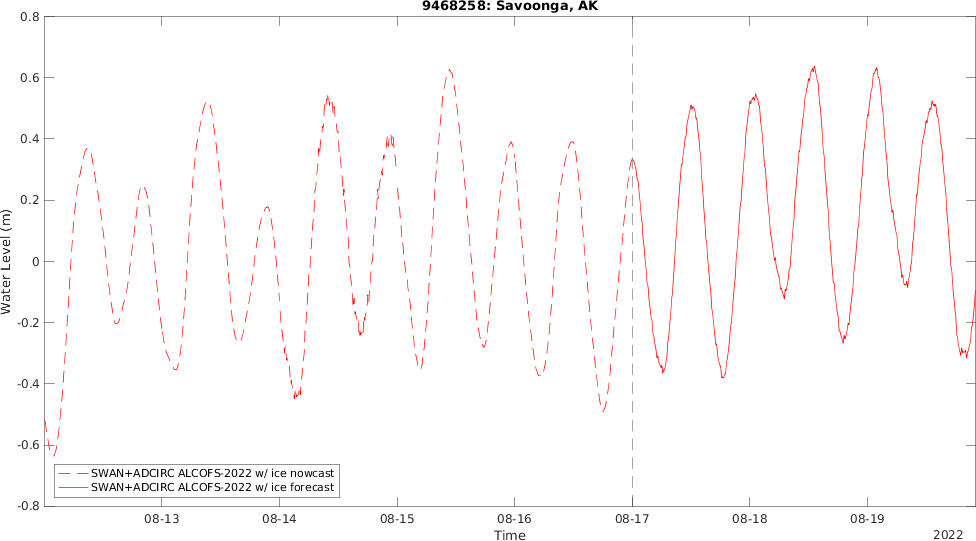 9468258: Savoonga, AK
0.8
0.6
0.4
0.2
0
-0.2
-0.4
-0.6
-0.8
Water Level (m)
SWAN+ADCIRC ALCOFS-2022 w/ ice nowcast
SWAN+ADCIRC ALCOFS-2022 w/ ice forecast
08-13 08-14 08-15 08-16 08-17 08-18 08-19
Time
2022